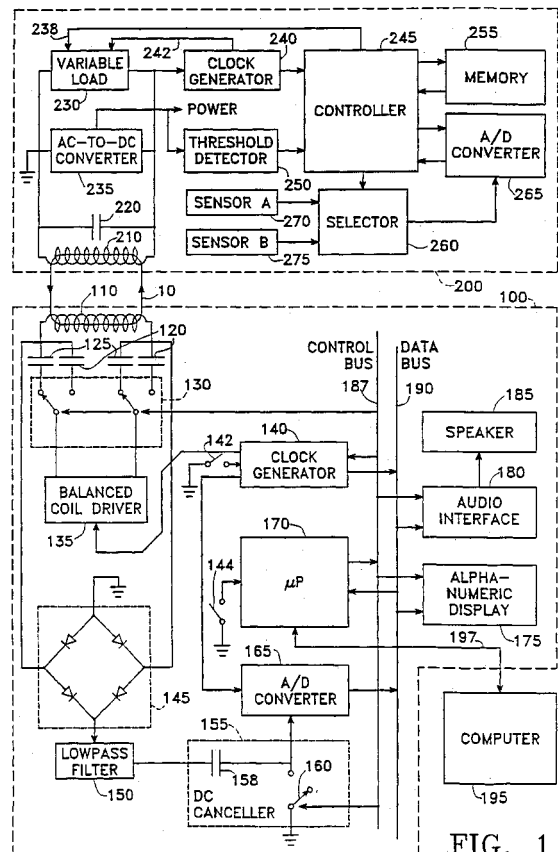 238
242
240
245
255
VARIABLE
LOAD
230
CLOCK
GENERATOR
CONTROLLER
MEMORY
POWER
AC-TO-DC
CONVERTER
235
THRESHOLD
DETECTOR
250
A/D
CONVERTER
265
220
SENSOR A
270
SELECTOR
260
210
SENSOR B
275
200
110
10
100
125
120
CONTROL
BUS
187
DATA
BUS
190
130
185
SPEAKER
140
142
CLOCK
GENERATOR
180
AUDIO
INTERFACE
BALANCED
COIL DRIVER
135
170
144
μP
ALPHA-
NUMERIC
DISPLAY
175
197
165
A/D
CONVERTER
145
155
COMPUTER
195
LOWPASS
FILTER
150
158
160
DC
CANCELLER
FIG. 1